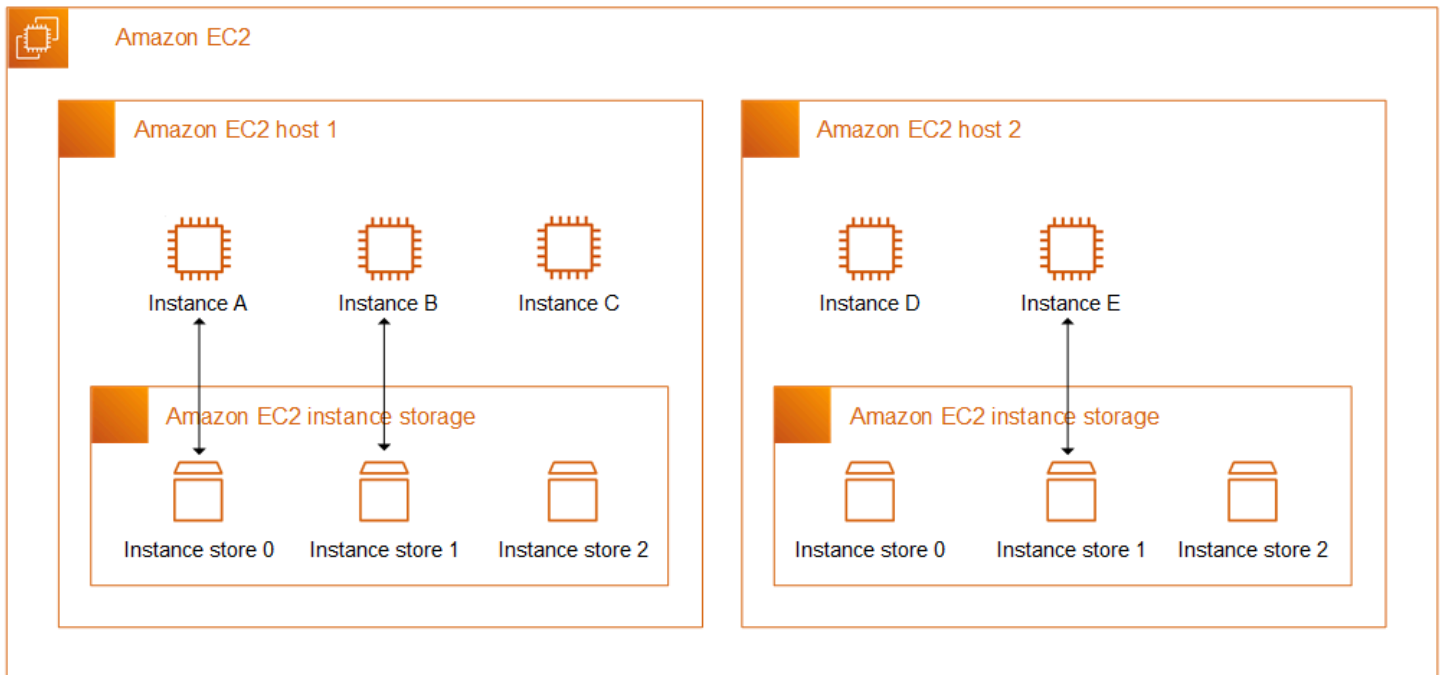 Amazon EC2
Amazon EC2 host 1
Instance A
Instance B
Instance C
Amazon EC2 instance storage
Instance store 0
Instance store 1
Instance store 2
Amazon EC2 host 2
Instance D
Instance E
Amazon EC2 instance storage
Instance store 0
Instance store 1
Instance store 2